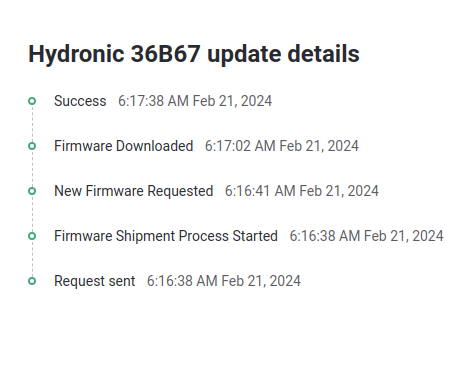 Hydronic 36B67 update details
Success 6:17:38 AM Feb 21, 2024
Firmware Downloaded 6:17:02 AM Feb 21, 2024
New Firmware Requested 6:16:41 AM Feb 21, 2024
Firmware Shipment Process Started 6:16:38 AM Feb 21, 2024
Request sent 6:16:38 AM Feb 21, 2024